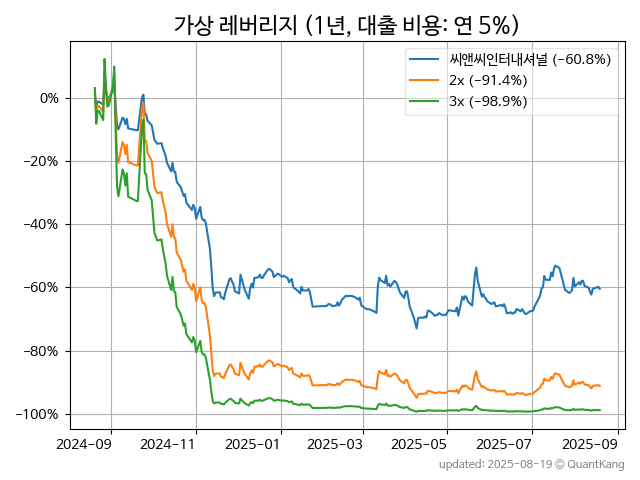 가상 레버리지 (1년, 대출 비용: 연 5%)
씨앤씨인터내셔널 (−60.8%)
2x (−91.4%)
3x (−98.9%)
0%
−20%
−40%
−60%
−80%
−100%
2024-09 2024-11 2025-01 2025-03 2025-05 2025-07 2025-09
updated: 2025-08-19 © QuantKang